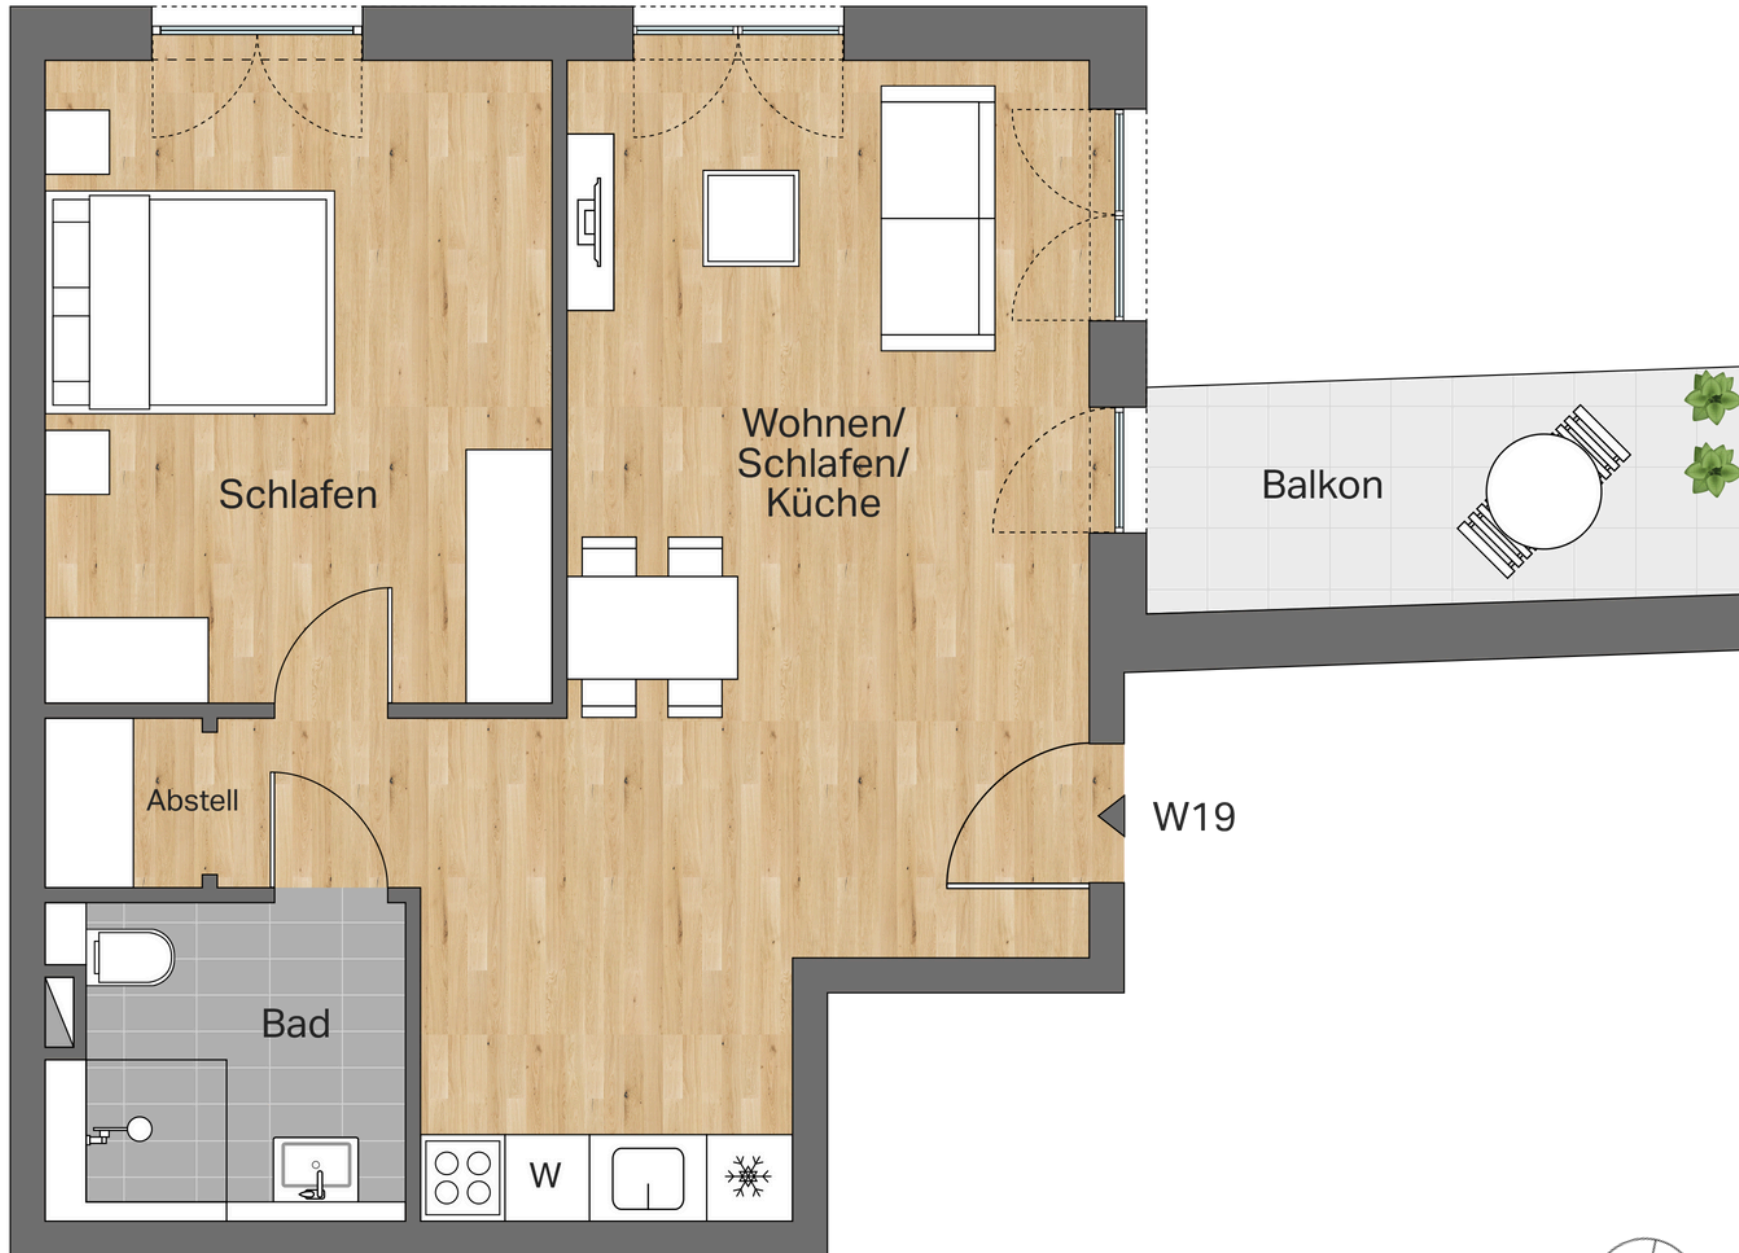 Wohnen/
Schlafen/
Küche
Schlafen
Balkon
Abstell
W19
Bad
W